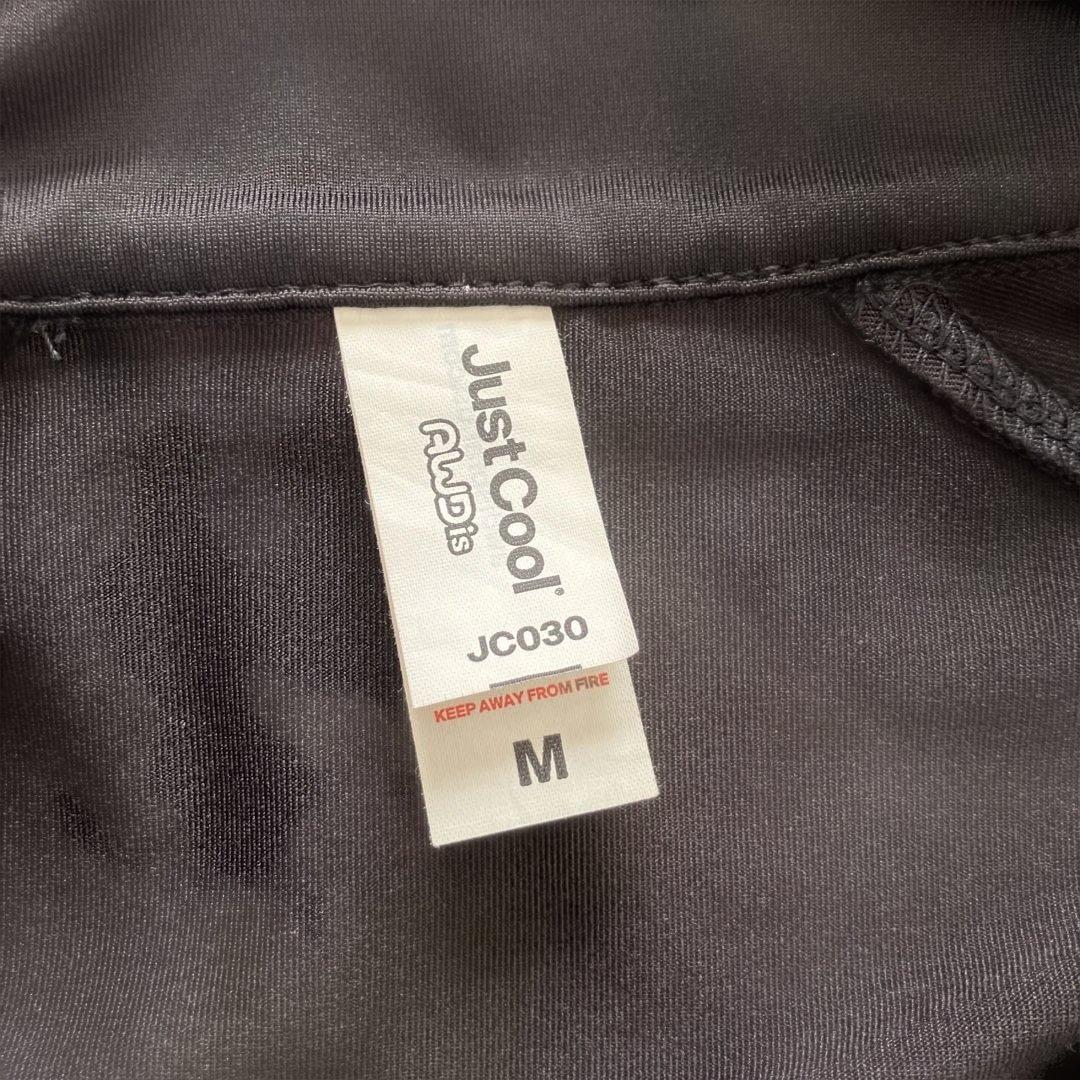 JustCool®
AWDis
JC030
KEEP AWAY FROM FIRE
M